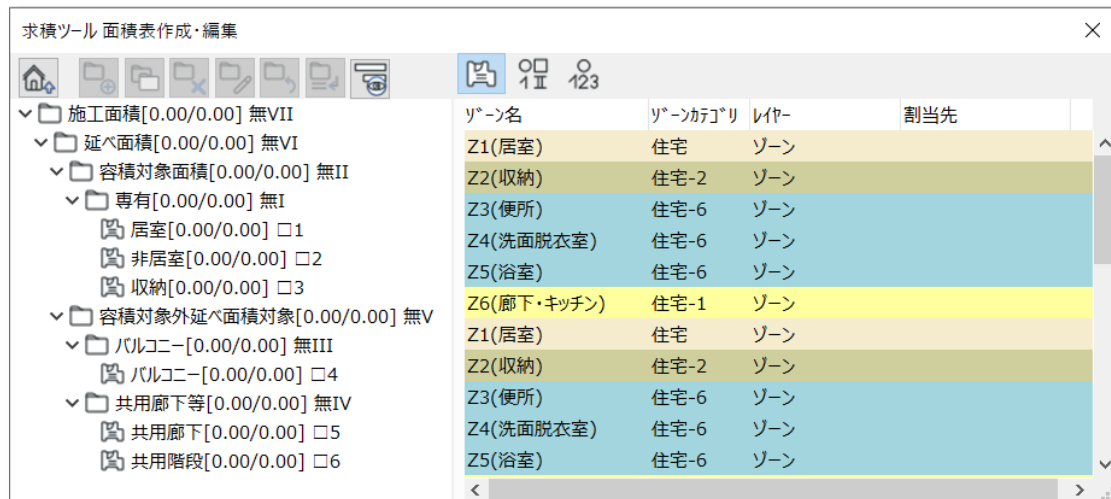 求積ツール 面積表作成・編集
1 II 123
施工面積[0.00/0.00] 無VII
延べ面積[0.00/0.00] 無VI
容積対象面積[0.00/0.00] 無II
専有[0.00/0.00] 無I
居室[0.00/0.00] □1
非居室[0.00/0.00] □2
収納[0.00/0.00] □3
容積対象外延べ面積対象[0.00/0.00] 無V
バルコニー[0.00/0.00] 無III
バルコニー[0.00/0.00] □4
共用廊下等[0.00/0.00] 無IV
共用廊下[0.00/0.00] □5
共用階段[0.00/0.00] □6
ｿﾞｰﾝ名 ｿﾞｰﾝｶﾃｺﾞﾘ ﾚｲﾔｰ 割当先
Z1(居室) 住宅 ゾーン
Z2(収納) 住宅-2 ゾーン
Z3(便所) 住宅-6 ゾーン
Z4(洗面脱衣室) 住宅-6 ゾーン
Z5(浴室) 住宅-6 ゾーン
Z6(廊下・キッチン) 住宅-1 ゾーン
Z1(居室) 住宅 ゾーン
Z2(収納) 住宅-2 ゾーン
Z3(便所) 住宅-6 ゾーン
Z4(洗面脱衣室) 住宅-6 ゾーン
Z5(浴室) 住宅-6 ゾーン